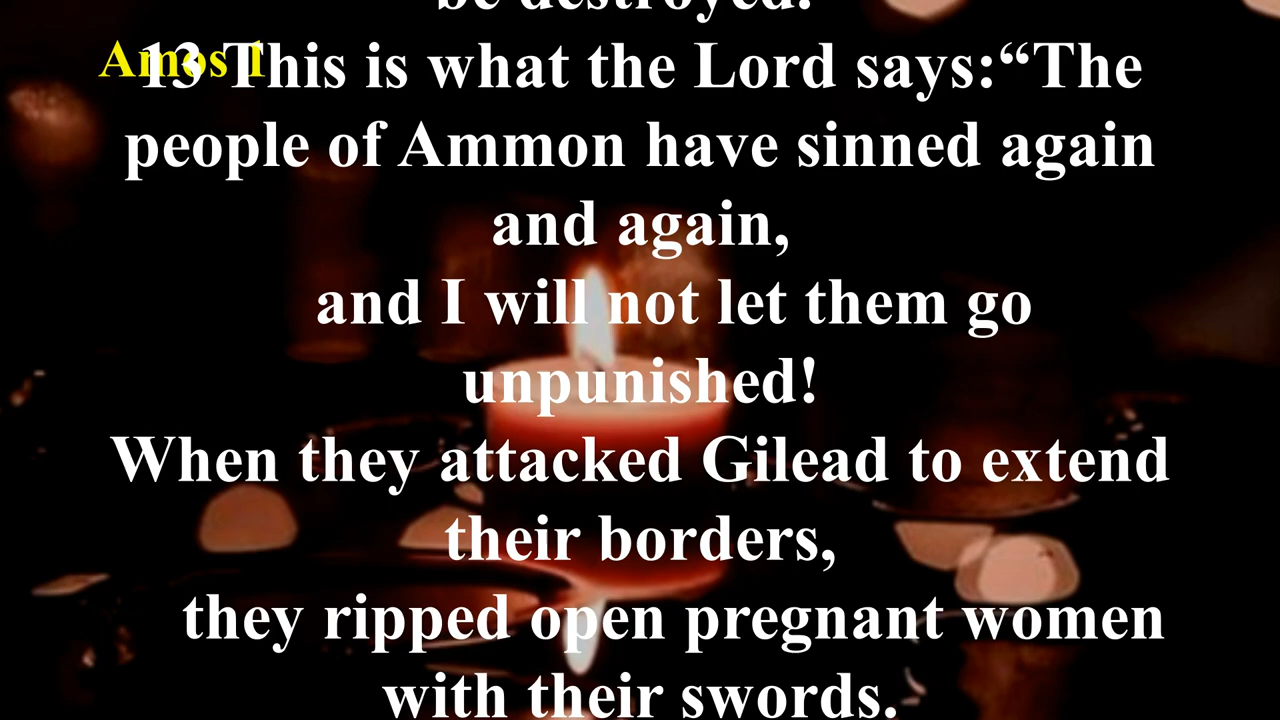 be destroyed.
Amos 1
13 This is what the Lord says:“The
people of Ammon have sinned again
and again,
and I will not let them go
unpunished!
When they attacked Gilead to extend
their borders,
they ripped open pregnant women
with their swords.